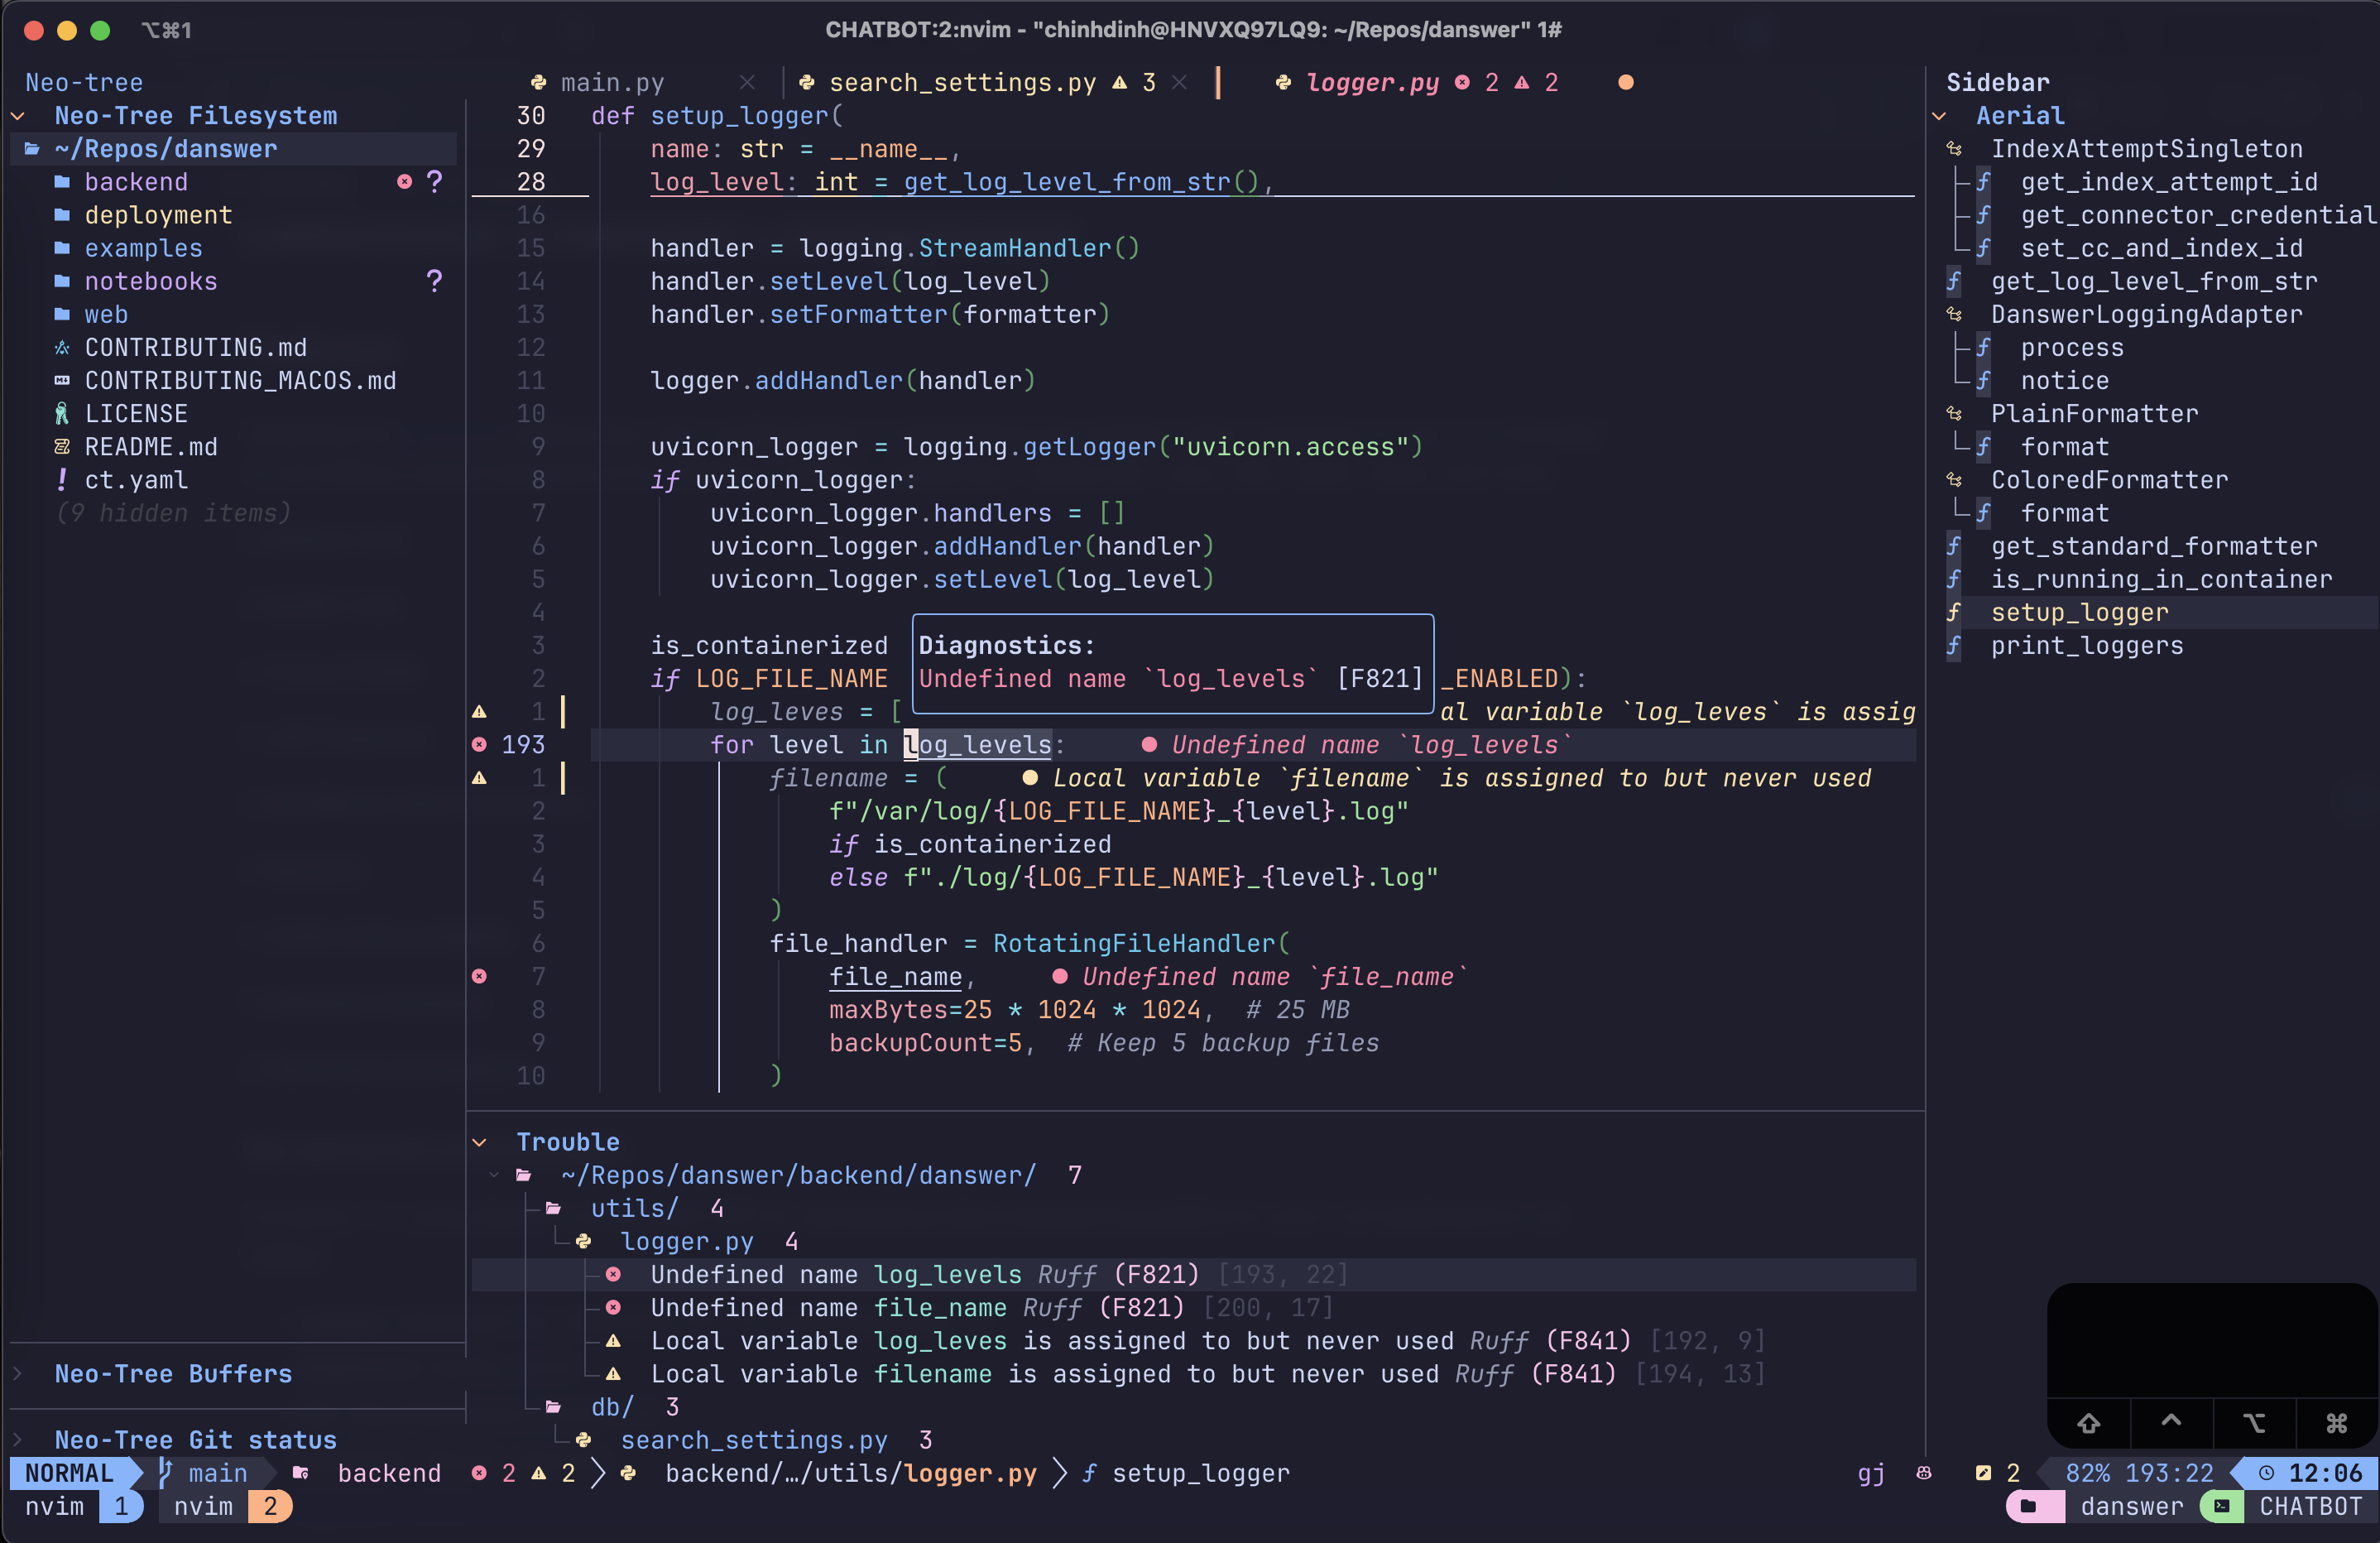 ⌥⌘1
CHATBOT:2:nvim - "chinhdinh@HNVXQ97LQ9: ~/Repos/danswer" 1#
Neo-tree
Neo-Tree Filesystem
~/Repos/danswer
backend ?
deployment
examples
notebooks ?
web
CONTRIBUTING.md
CONTRIBUTING_MACOS.md
LICENSE
README.md
! ct.yaml
(9 hidden items)
Neo-Tree Buffers
Neo-Tree Git status
main.py
search_settings.py 3
logger.py 2 2
30 def setup_logger(
29 name: str = __name__,
28 log_level: int = get_log_level_from_str(),
16
15 handler = logging.StreamHandler()
14 handler.setLevel(log_level)
13 handler.setFormatter(formatter)
12
11 logger.addHandler(handler)
10
9 uvicorn_logger = logging.getLogger("uvicorn.access")
8 if uvicorn_logger:
7 uvicorn_logger.handlers = []
6 uvicorn_logger.addHandler(handler)
5 uvicorn_logger.setLevel(log_level)
4
3 is_containerized
2 if LOG_FILE_NAME _ENABLED):
Diagnostics:
Undefined name `log_levels` [F821]
1 log_leves = [ al variable `log_leves` is assig
193 for level in log_levels: Undefined name `log_levels`
1 filename = ( Local variable `filename` is assigned to but never used
2 f"/var/log/{LOG_FILE_NAME}_{level}.log"
3 if is_containerized
4 else f"./log/{LOG_FILE_NAME}_{level}.log"
5 )
6 file_handler = RotatingFileHandler(
7 file_name, Undefined name `file_name`
8 maxBytes=25 * 1024 * 1024, # 25 MB
9 backupCount=5, # Keep 5 backup files
10 )
Trouble
~/Repos/danswer/backend/danswer/ 7
utils/ 4
logger.py 4
Undefined name log_levels Ruff (F821) [193, 22]
Undefined name file_name Ruff (F821) [200, 17]
Local variable log_leves is assigned to but never used Ruff (F841) [192, 9]
Local variable filename is assigned to but never used Ruff (F841) [194, 13]
db/ 3
search_settings.py 3
Sidebar
Aerial
IndexAttemptSingleton
f get_index_attempt_id
f get_connector_credential
f set_cc_and_index_id
f get_log_level_from_str
DanswerLoggingAdapter
f process
f notice
PlainFormatter
f format
ColoredFormatter
f format
f get_standard_formatter
f is_running_in_container
f setup_logger
f print_loggers
⌥ ⌘
NORMAL main backend 2 2 backend/…/utils/logger.py f setup_logger gj 2 82% 193:22 12:06
nvim 1 nvim 2 danswer CHATBOT